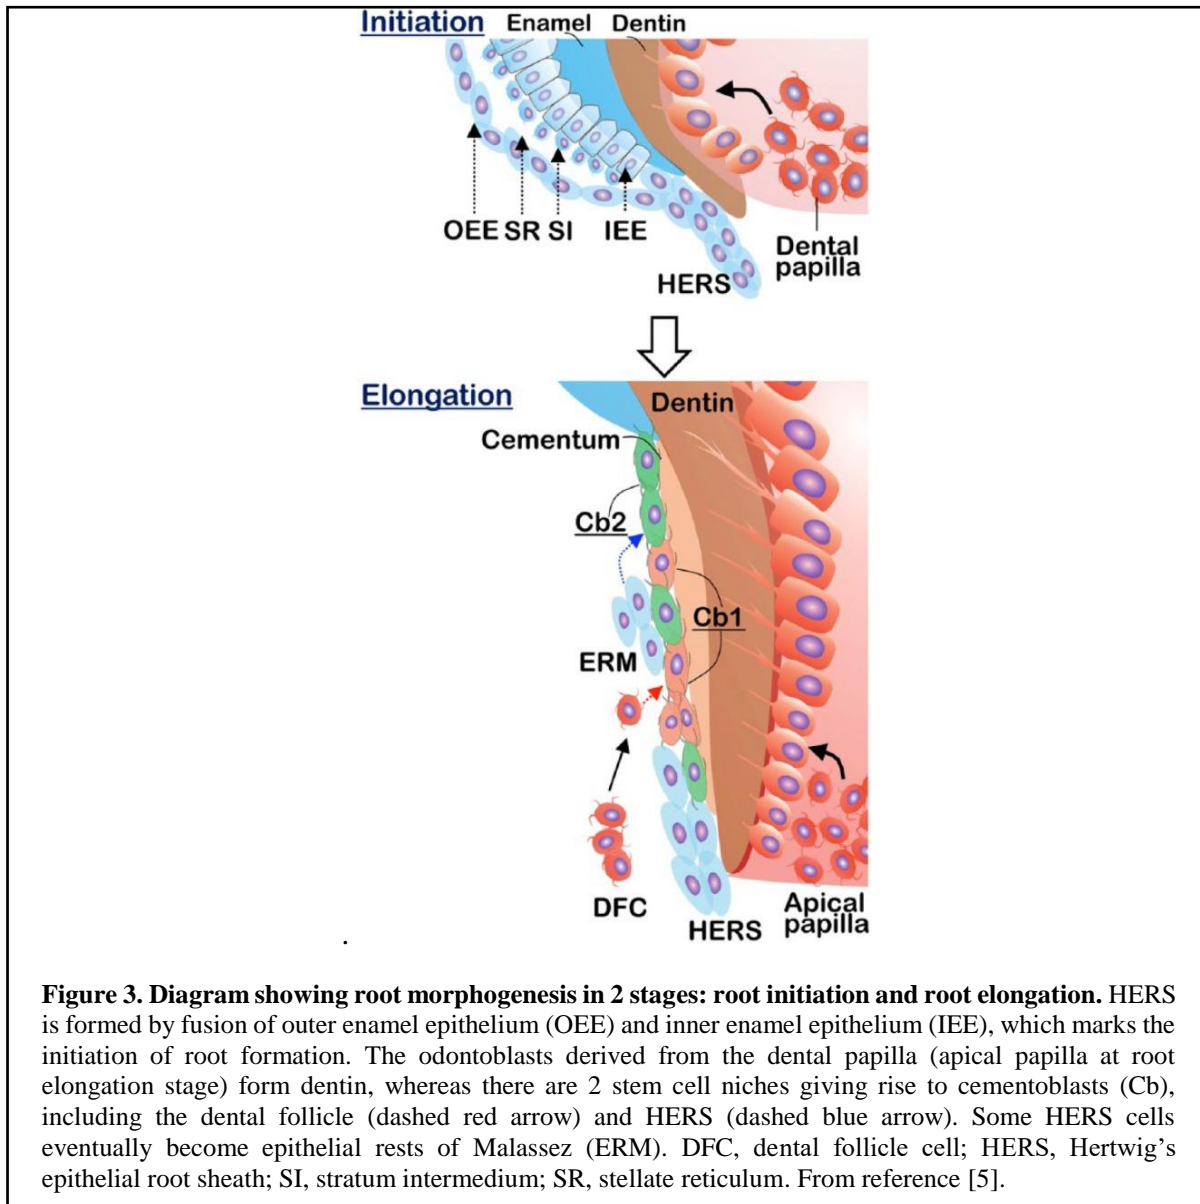 Initiation
Enamel Dentin
OEE SR SI IEE
Dental
papilla
HERS
Elongation
Dentin
Cementum
Cb2
Cb1
ERM
DFC
HERS
Apical
papilla
.
Figure 3. Diagram showing root morphogenesis in 2 stages: root initiation and root elongation. HERS
is formed by fusion of outer enamel epithelium (OEE) and inner enamel epithelium (IEE), which marks the
initiation of root formation. The odontoblasts derived from the dental papilla (apical papilla at root
elongation stage) form dentin, whereas there are 2 stem cell niches giving rise to cementoblasts (Cb),
including the dental follicle (dashed red arrow) and HERS (dashed blue arrow). Some HERS cells
eventually become epithelial rests of Malassez (ERM). DFC, dental follicle cell; HERS, Hertwig’s
epithelial root sheath; SI, stratum intermedium; SR, stellate reticulum. From reference [5].